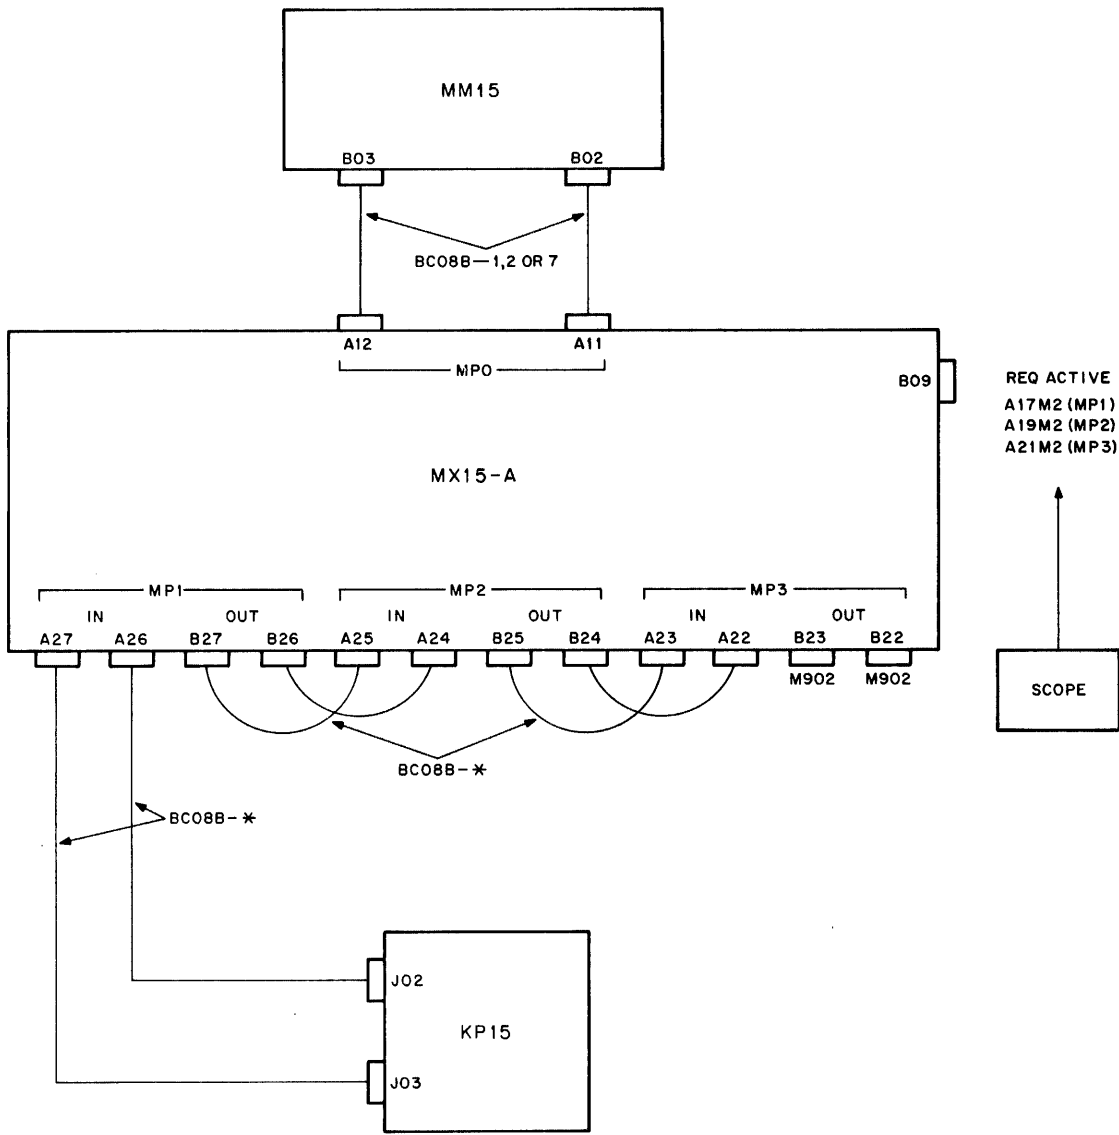 MM15
B03 B02
BC08B—1,2 OR 7
A12 A11
MP0
B09
REQ ACTIVE
A17M2 (MP1)
A19M2 (MP2)
A21M2 (MP3)
MX15-A
MP1 MP2 MP3
IN OUT IN OUT IN OUT
A27 A26 B27 B26 A25 A24 B25 B24 A23 A22 B23 B22
M902 M902
SCOPE
BC08B-*
BC08B-*
J02
KP15
J03